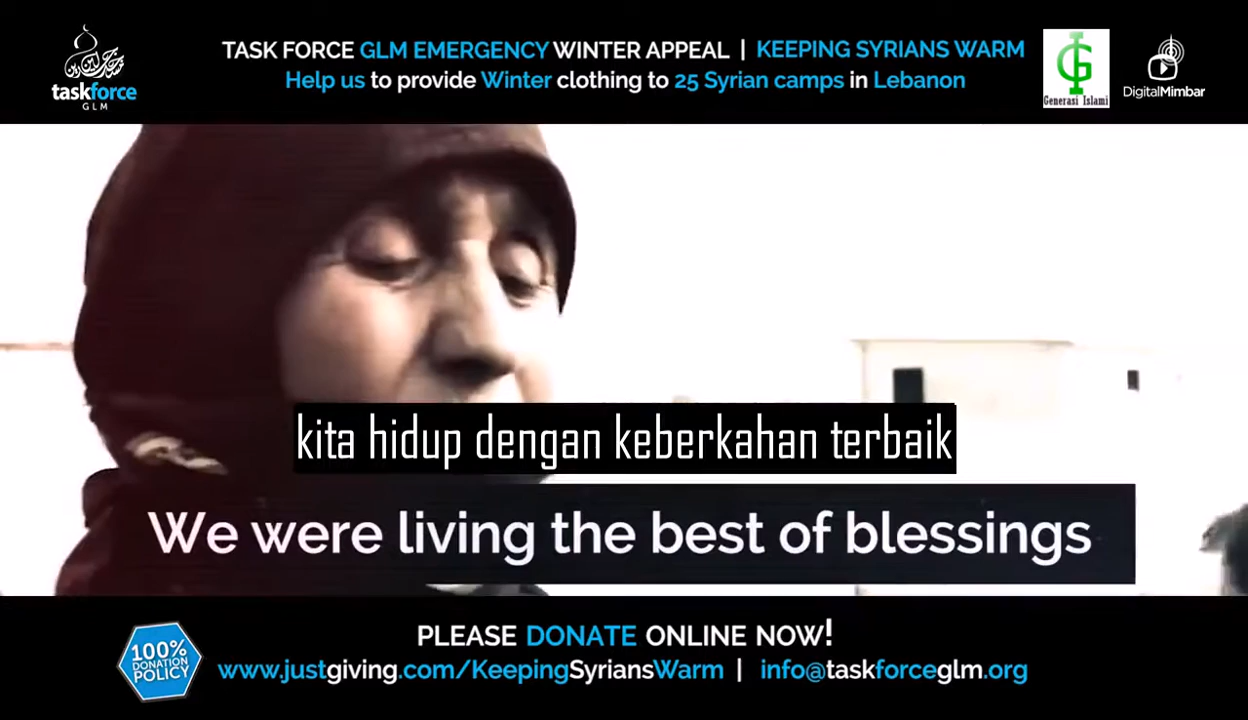 taskforce
GLM
TASK FORCE GLM EMERGENCY WINTER APPEAL | KEEPING SYRIANS WARM
Help us to provide Winter clothing to 25 Syrian camps in Lebanon
IG
Generasi Islami
DigitalMimbar
kita hidup dengan keberkahan terbaik
We were living the best of blessings
100%
DONATION
POLICY
PLEASE DONATE ONLINE NOW!
www.justgiving.com/KeepingSyriansWarm | info@taskforceglm.org